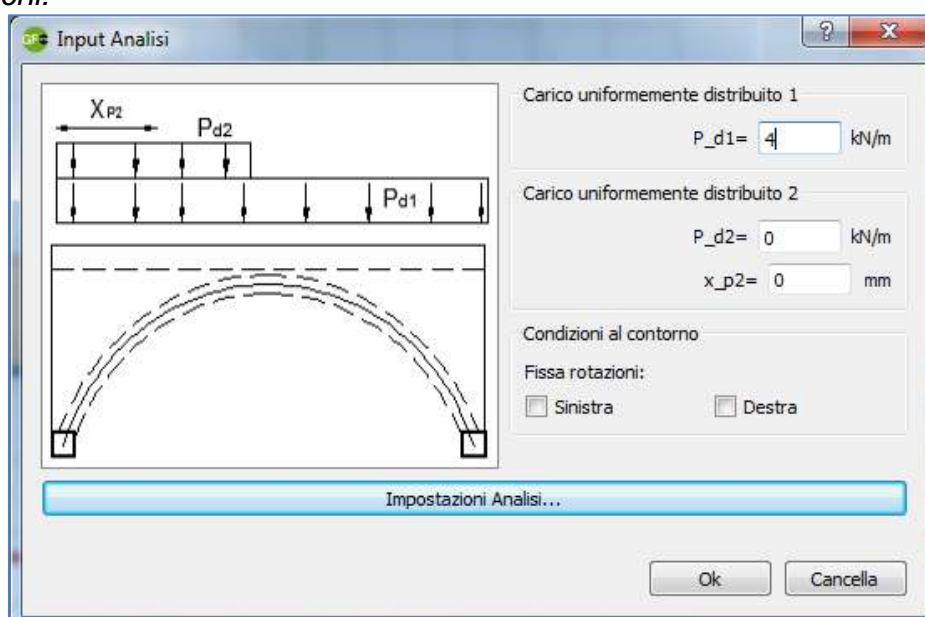 Input Analisi
X P2
Pd2
Pd1
Carico uniformemente distribuito 1
P_d1= 4 kN/m
Carico uniformemente distribuito 2
P_d2= 0 kN/m
x_p2= 0 mm
Condizioni al contorno
Fissa rotazioni:
Sinistra Destra
Impostazioni Analisi...
Ok Cancella